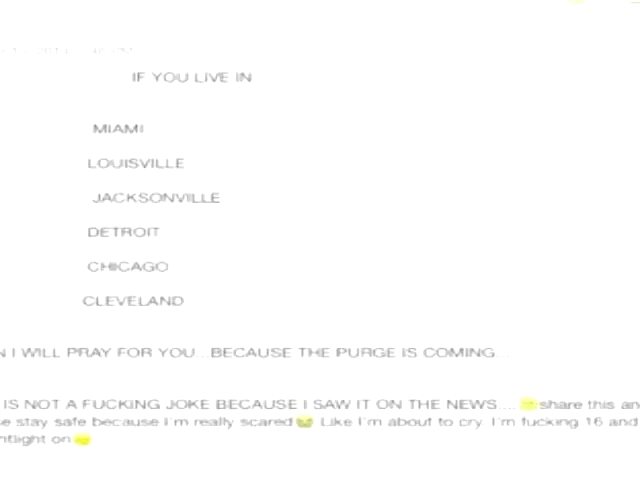 IF YOU LIVE IN
MIAMI
LOUISVILLE
JACKSONVILLE
DETROIT
CHICAGO
CLEVELAND
N I WILL PRAY FOR YOU...BECAUSE THE PURGE IS COMING...
IS NOT A FUCKING JOKE BECAUSE I SAW IT ON THE NEWS.... share this an
e stay safe because I'm really scared Like I'm about to cry. I'm fucking 16 and
ntlight on